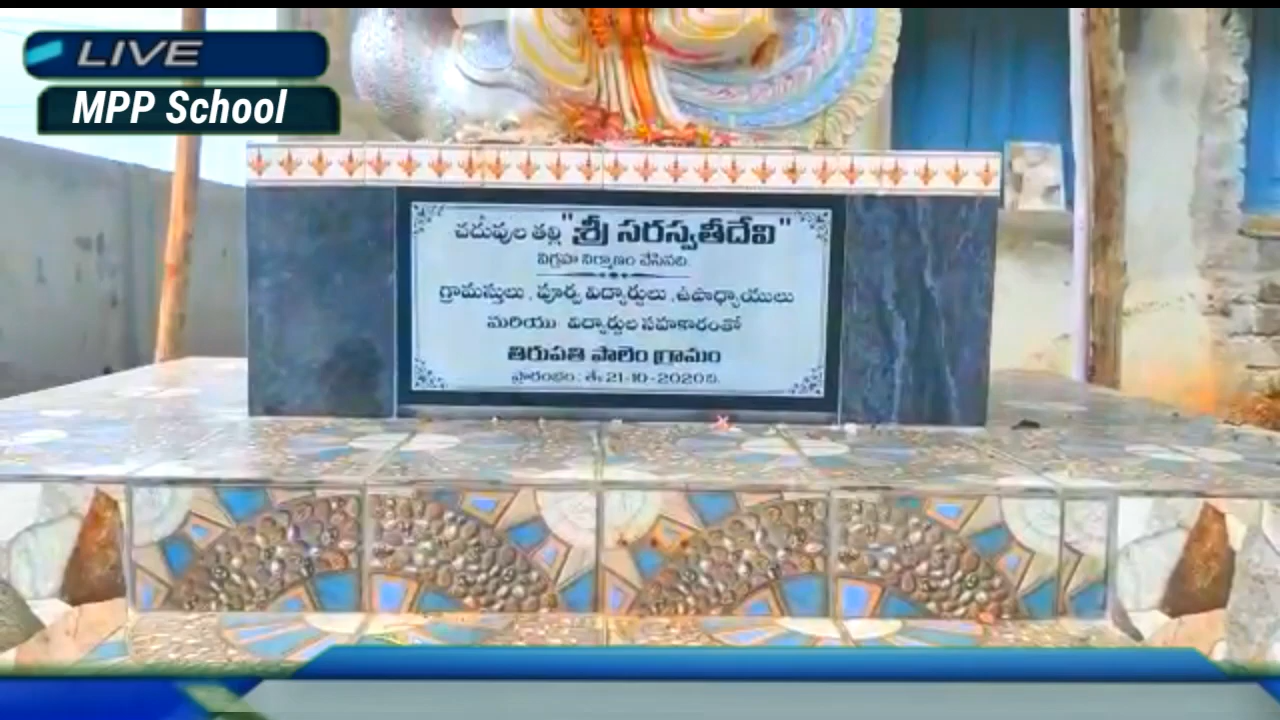 LIVE
MPP School
చదువుల తల్లి "శ్రీ సరస్వతీదేవి"
విగ్రహ నిర్మాణం చేసినది.
గ్రామస్తులు, పూర్వ విద్యార్థులు, ఉపాధ్యాయులు
మరియు విద్యార్థుల సహకారంతో
తిరుపతి పాలెం గ్రామం
ప్రారంభం : తేః 21-10-2020ది.